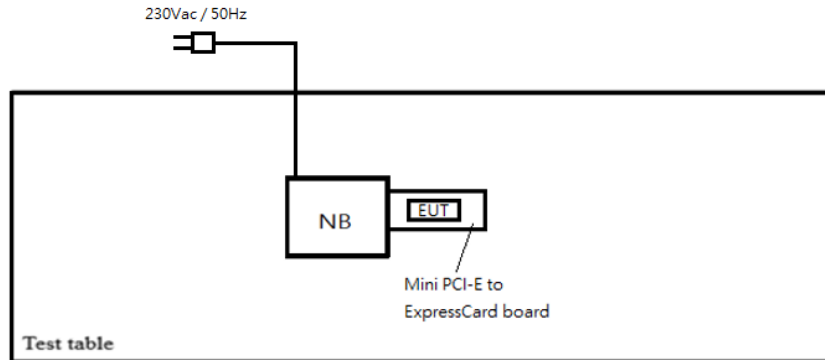 230Vac / 50Hz
NB
EUT
Mini PCI-E to
ExpressCard board
Test table